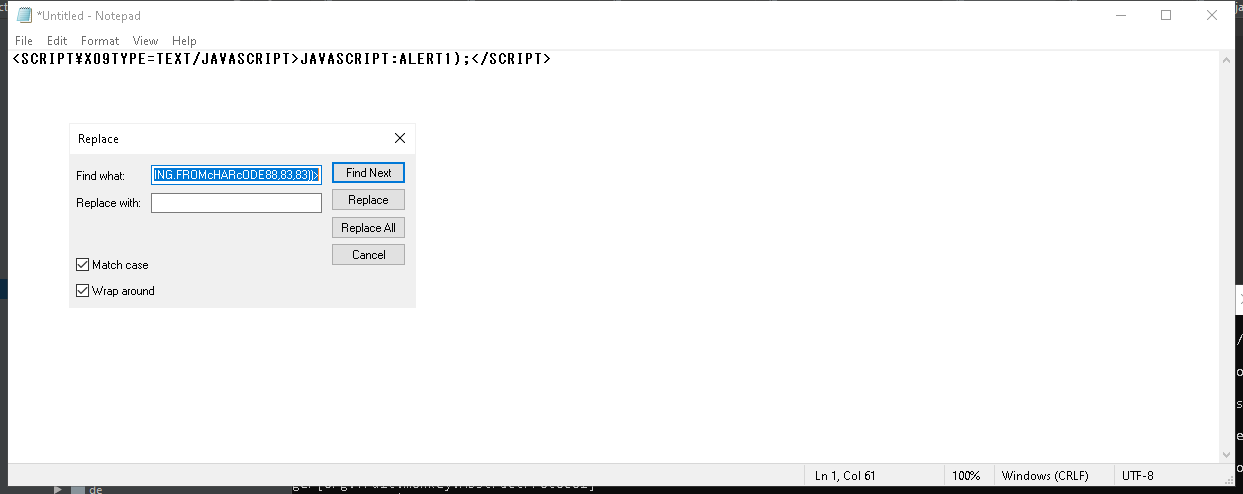 *Untitled - Notepad
File Edit Format View Help
<SCRIPT¥X09TYPE=TEXT/JAVASCRIPT>JAVASCRIPT:ALERT1);</SCRIPT>
Replace
Find what: ING.FROMcHARcODE88,83,83))> Find Next
Replace with: Replace
Replace All
Cancel
Match case
Wrap around
Ln 1, Col 61 100% Windows (CRLF) UTF-8
de